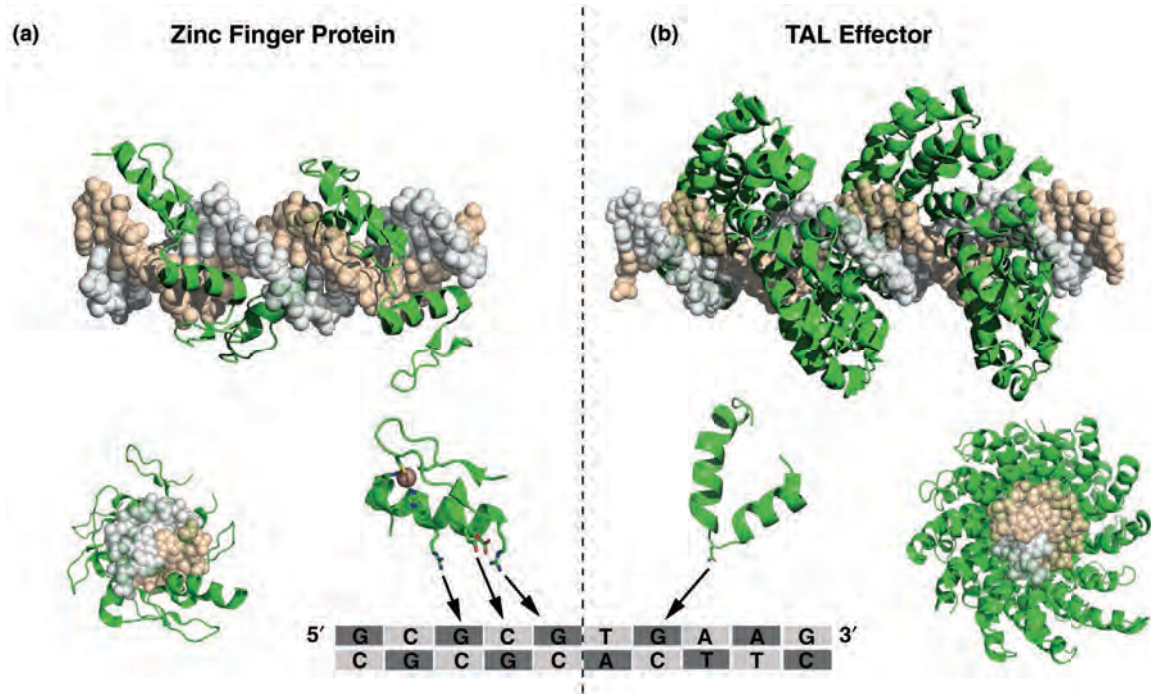 (a) Zinc Finger Protein
(b) TAL Effector
5′ G C G C G T G A A G 3′
C G C G C A C T T C